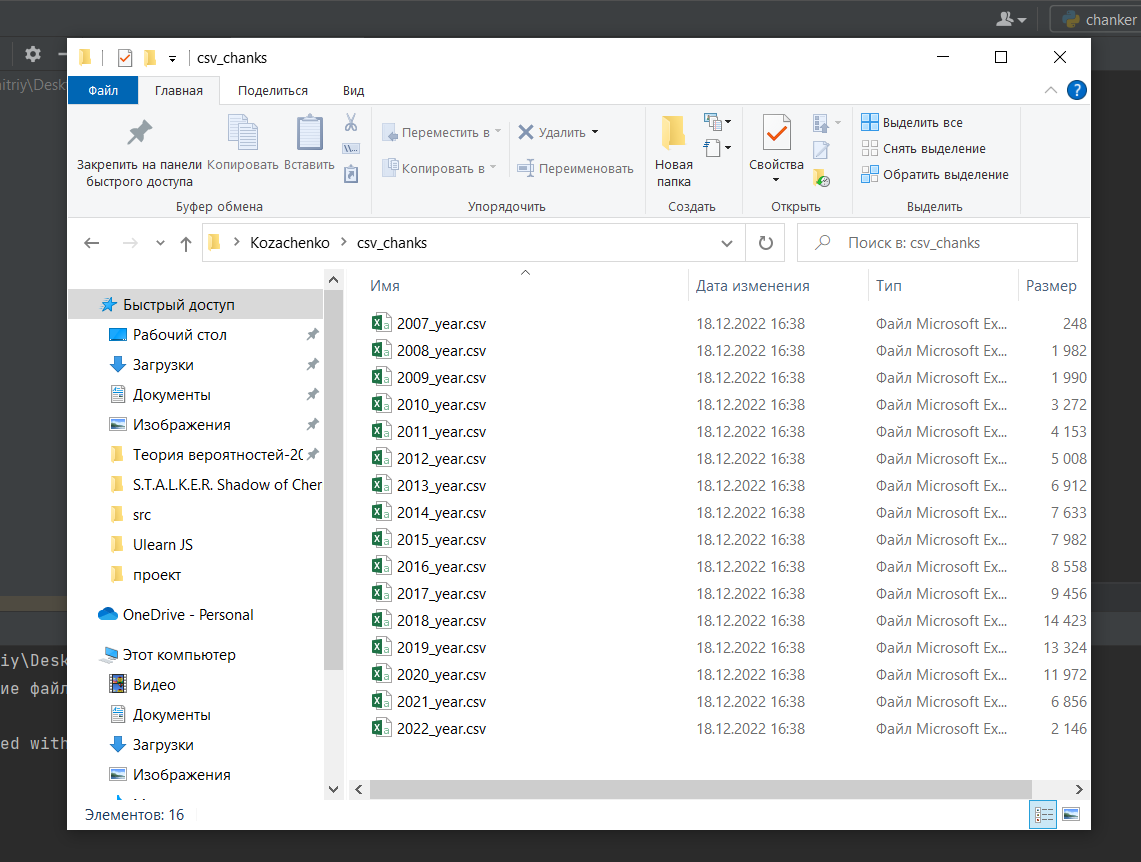 chanker
csv_chanks
itriy\Desk
Файл Главная Поделиться Вид
Закрепить на панели быстрого доступа
Копировать
Вставить
Буфер обмена
Переместить в
Копировать в
Удалить
Переименовать
Упорядочить
Новая папка
Создать
Свойства
Открыть
Выделить все
Снять выделение
Обратить выделение
Выделить
Kozachenko csv_chanks
Поиск в: csv_chanks
Быстрый доступ
Рабочий стол
Загрузки
Документы
Изображения
Теория вероятностей-20
S.T.A.L.K.E.R. Shadow of Cher
src
Ulearn JS
проект
OneDrive - Personal
Этот компьютер
Видео
Документы
Загрузки
Изображения
Имя Дата изменения Тип Размер
2007_year.csv 18.12.2022 16:38 Файл Microsoft Ex... 248
2008_year.csv 18.12.2022 16:38 Файл Microsoft Ex... 1 982
2009_year.csv 18.12.2022 16:38 Файл Microsoft Ex... 1 990
2010_year.csv 18.12.2022 16:38 Файл Microsoft Ex... 3 272
2011_year.csv 18.12.2022 16:38 Файл Microsoft Ex... 4 153
2012_year.csv 18.12.2022 16:38 Файл Microsoft Ex... 5 008
2013_year.csv 18.12.2022 16:38 Файл Microsoft Ex... 6 912
2014_year.csv 18.12.2022 16:38 Файл Microsoft Ex... 7 633
2015_year.csv 18.12.2022 16:38 Файл Microsoft Ex... 7 982
2016_year.csv 18.12.2022 16:38 Файл Microsoft Ex... 8 558
2017_year.csv 18.12.2022 16:38 Файл Microsoft Ex... 9 456
2018_year.csv 18.12.2022 16:38 Файл Microsoft Ex... 14 423
2019_year.csv 18.12.2022 16:38 Файл Microsoft Ex... 13 324
2020_year.csv 18.12.2022 16:38 Файл Microsoft Ex... 11 972
2021_year.csv 18.12.2022 16:38 Файл Microsoft Ex... 6 856
2022_year.csv 18.12.2022 16:38 Файл Microsoft Ex... 2 146
iy\Desk
ие файл
ed with
Элементов: 16